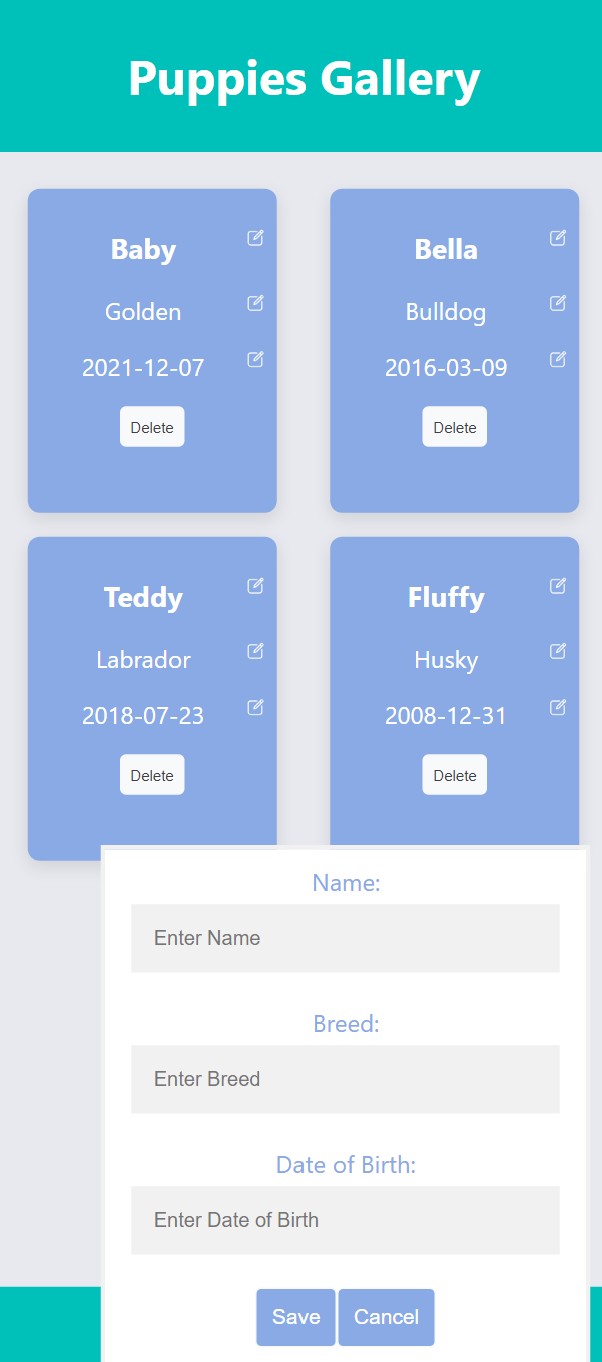 Puppies Gallery
Baby
Golden
2021-12-07
Delete
Bella
Bulldog
2016-03-09
Delete
Teddy
Labrador
2018-07-23
Delete
Fluffy
Husky
2008-12-31
Delete
Name:
Enter Name
Breed:
Enter Breed
Date of Birth:
Enter Date of Birth
Save Cancel